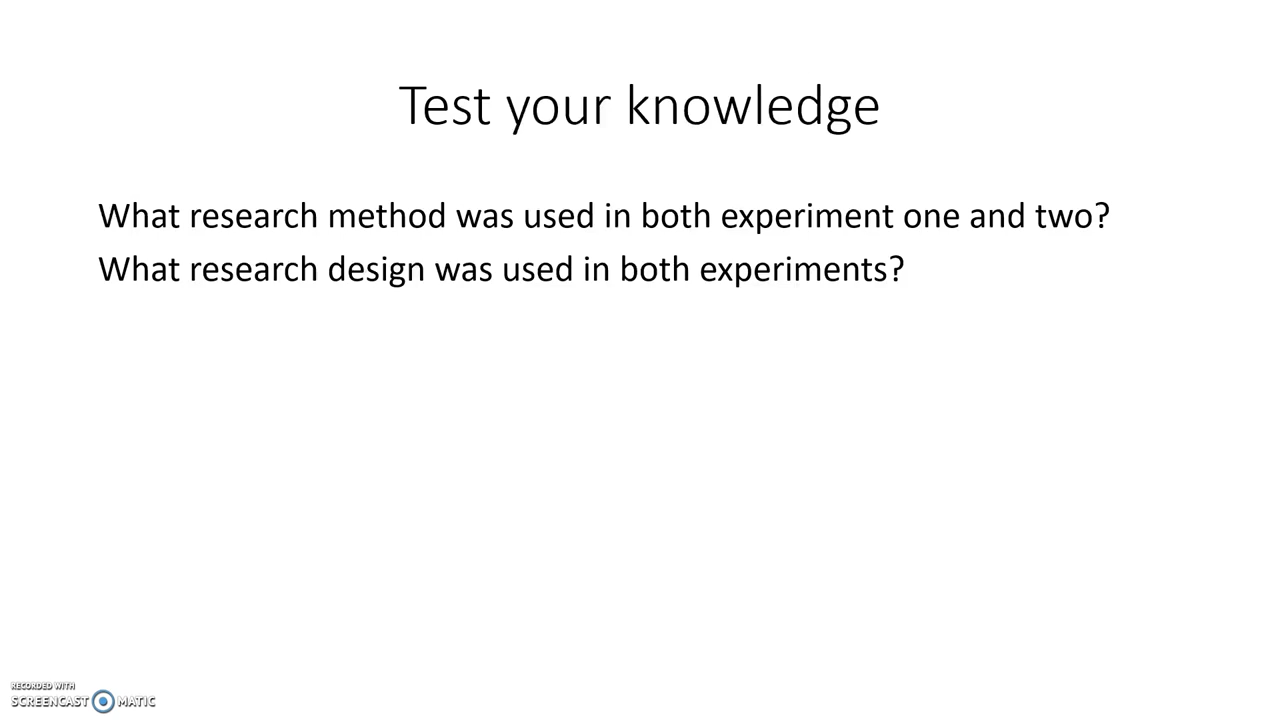 Test your knowledge
What research method was used in both experiment one and two?
What research design was used in both experiments?
RECORDED WITH
SCREENCAST MATIC